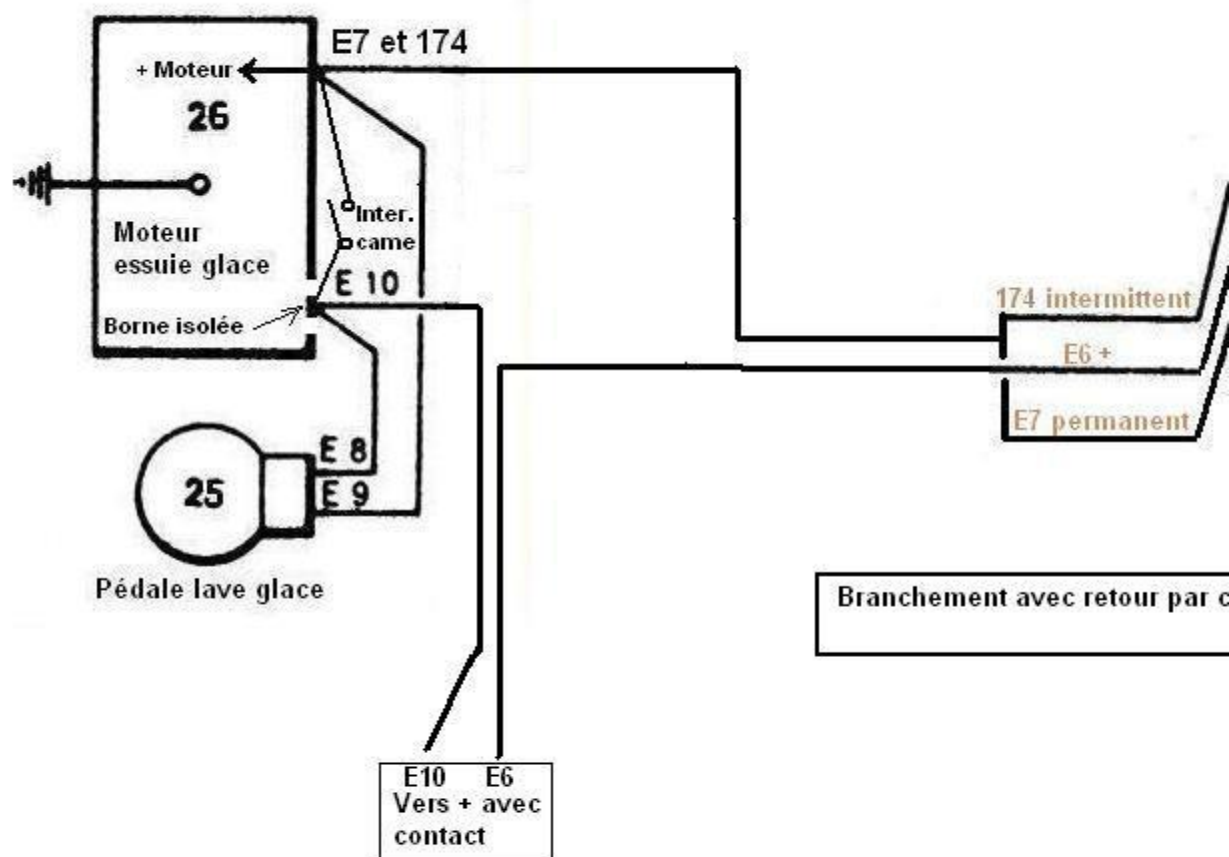 E7 et 174
+ Moteur
26
Inter.
came
Moteur
essuie glace
E 10
Borne isolée
174 intermittent
E6 +
E7 permanent
E 8
E 9
25
Pédale lave glace
Branchement avec retour par c
E10 E6
Vers + avec
contact